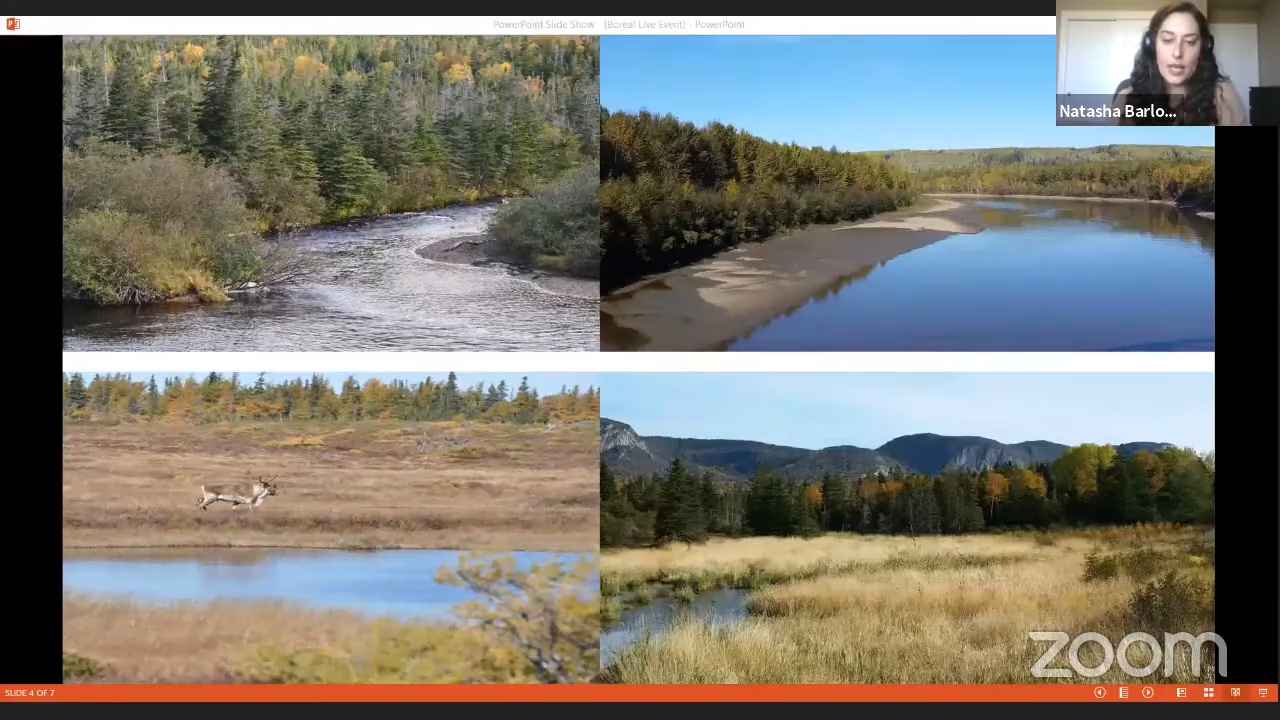 PowerPoint Slide Show - [Boreal Live Event] - PowerPoint
Natasha Barlo...
zoom
SLIDE 4 OF 7